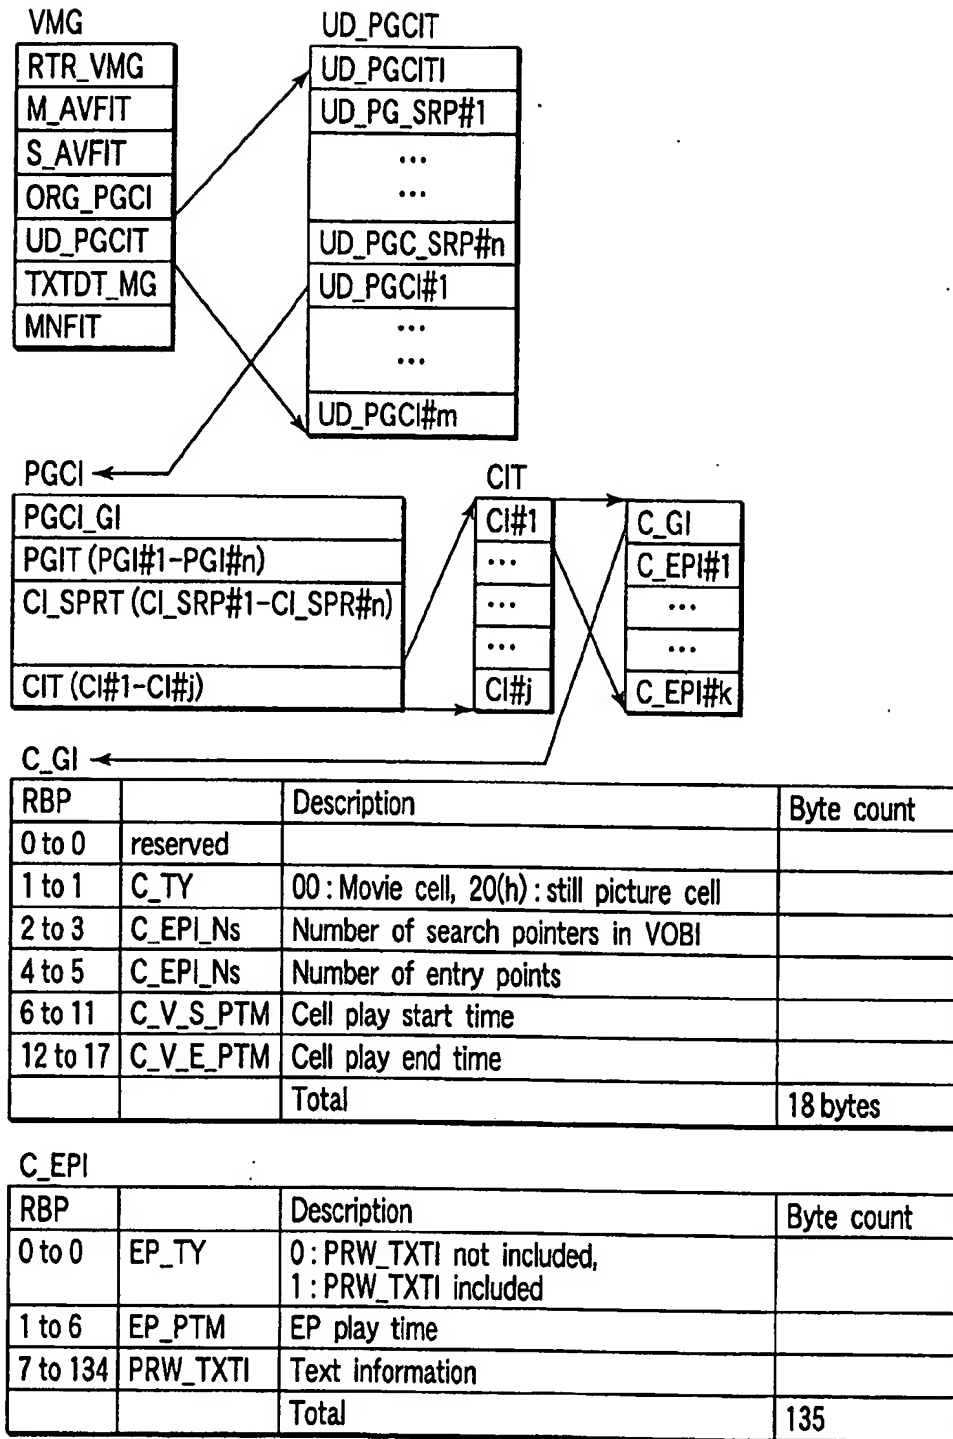 VMG
RTR_VMG
M_AVFIT
S_AVFIT
ORG_PGCI
UD_PGCIT
TXTDT_MG
MNFIT
UD_PGCIT
UD_PGCITI
UD_PG_SRP#1
...
...
UD_PGC_SRP#n
UD_PGCI#1
...
...
UD_PGCI#m
PGCI
PGCI_GI
PGIT (PGI#1-PGI#n)
CI_SPRT (CI_SRP#1-CI_SPR#n)
CIT (CI#1-CI#j)
CIT
CI#1
...
...
...
CI#j
C_GI
C_EPI#1
...
...
C_EPI#k
C_GI
RBP Description Byte count
0 to 0 reserved
1 to 1 C_TY 00 : Movie cell, 20(h) : still picture cell
2 to 3 C_EPI_Ns Number of search pointers in VOBI
4 to 5 C_EPI_Ns Number of entry points
6 to 11 C_V_S_PTM Cell play start time
12 to 17 C_V_E_PTM Cell play end time
Total 18 bytes
C_EPI
RBP Description Byte count
0 to 0 EP_TY 0 : PRW_TXTI not included,
1 : PRW_TXTI included
1 to 6 EP_PTM EP play time
7 to 134 PRW_TXTI Text information
Total 135